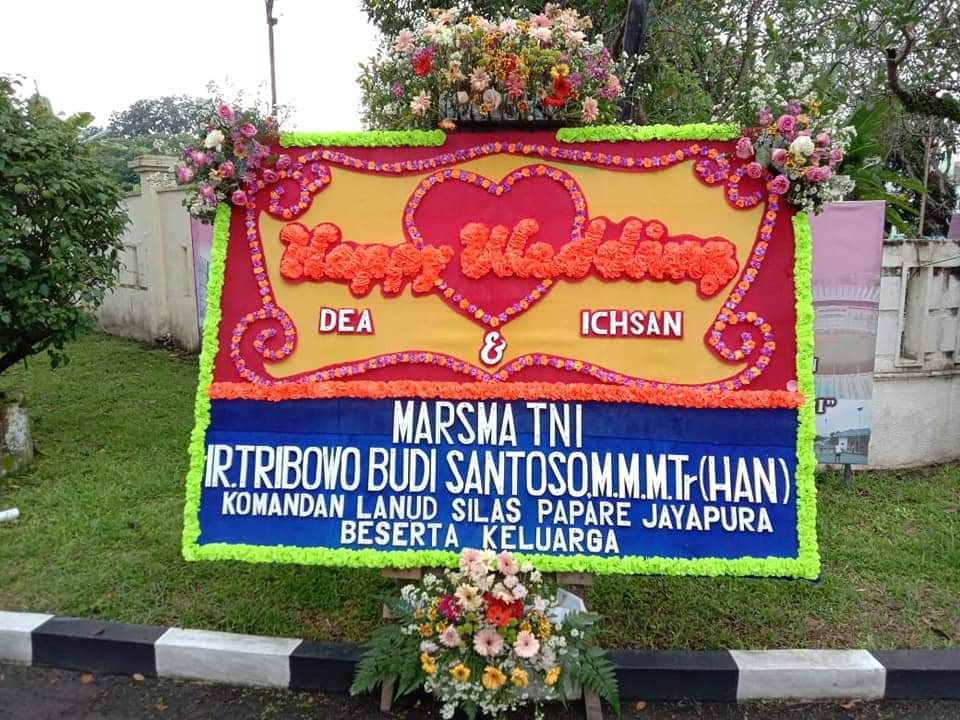 Happy Wedding
DEA
ICHSAN
&
MARSMA TNI
IR.TRIBOWO BUDI SANTOSO,M.M.M.Tr(HAN)
KOMANDAN LANUD SILAS PAPARE JAYAPURA
BESERTA KELUARGA